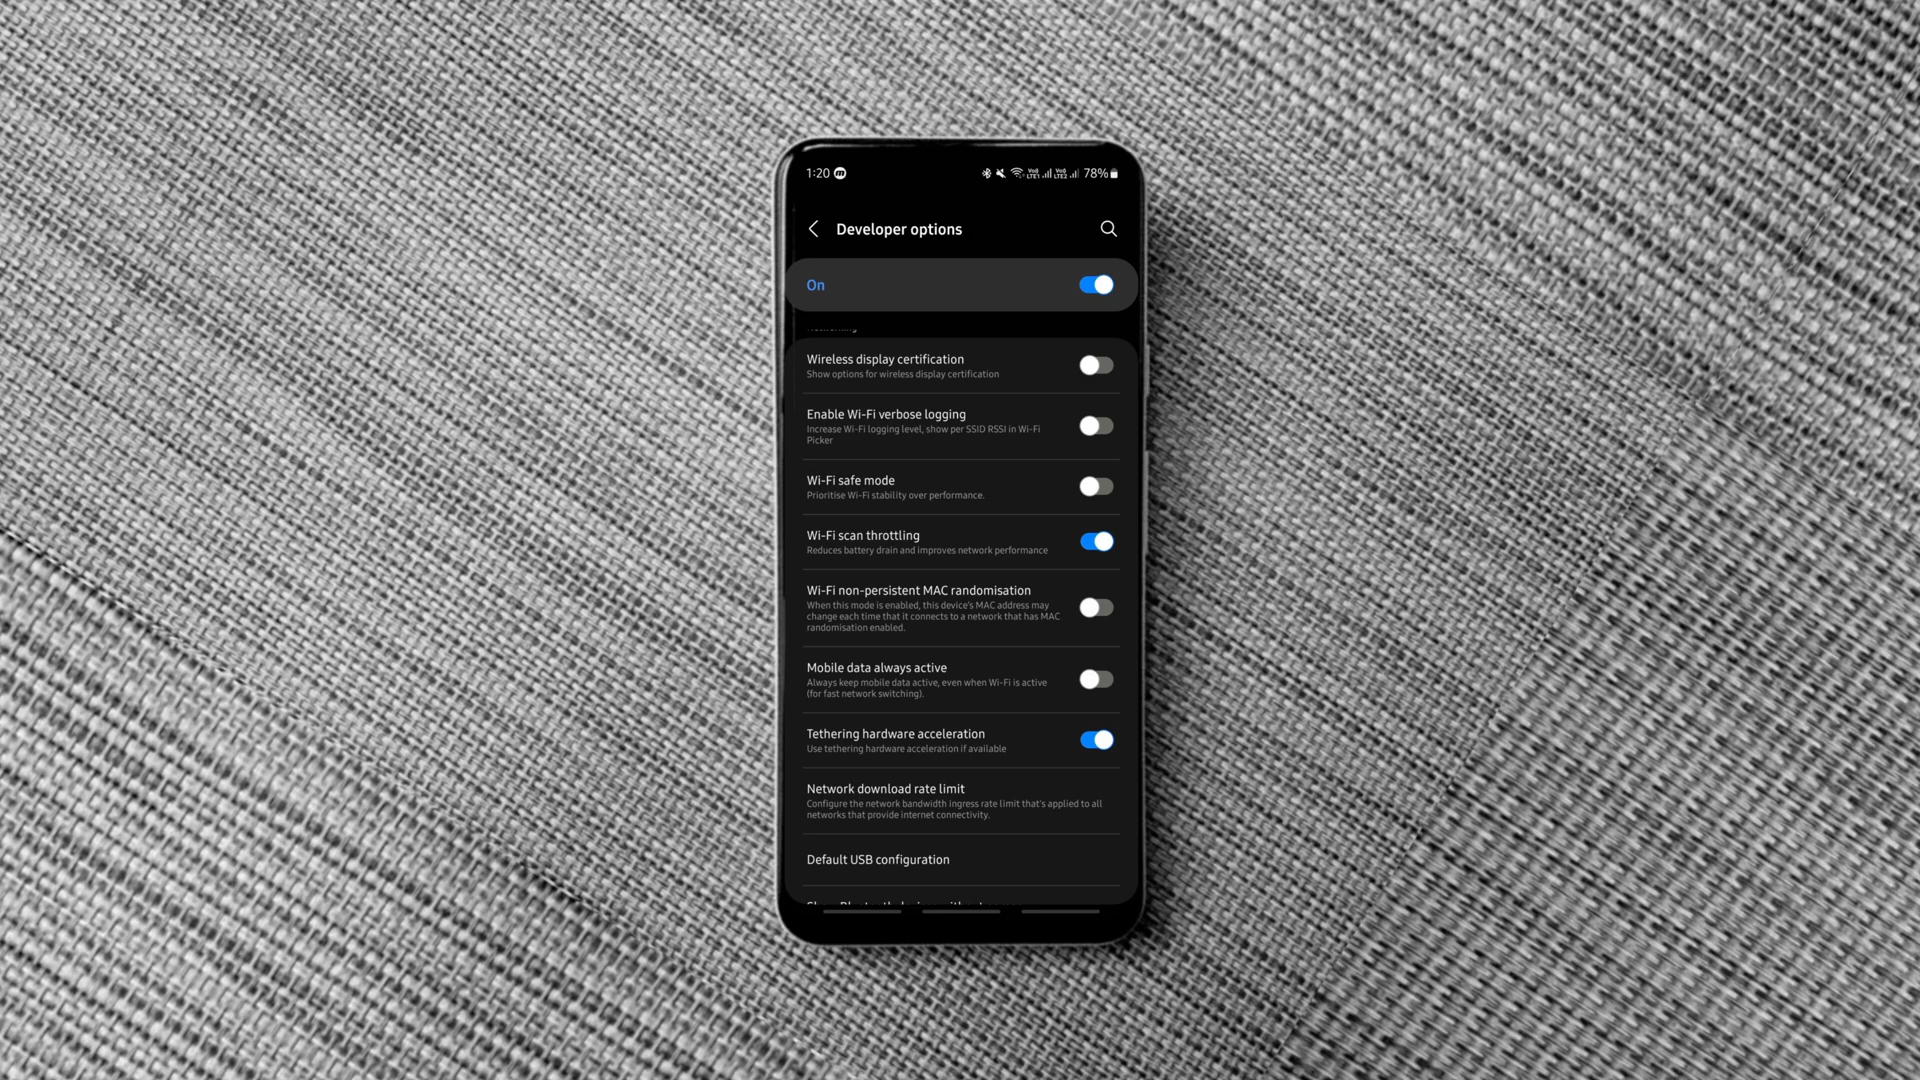 1:20 m Vo) LTE1 Vo) LTE2 78%
Developer options
On
Networking
Wireless display certification
Show options for wireless display certification
Enable Wi-Fi verbose logging
Increase Wi-Fi logging level, show per SSID RSSI in Wi-Fi
Picker
Wi-Fi safe mode
Prioritise Wi-Fi stability over performance.
Wi-Fi scan throttling
Reduces battery drain and improves network performance
Wi-Fi non-persistent MAC randomisation
When this mode is enabled, this device's MAC address may
change each time that it connects to a network that has MAC
randomisation enabled.
Mobile data always active
Always keep mobile data active, even when Wi-Fi is active
(for fast network switching).
Tethering hardware acceleration
Use tethering hardware acceleration if available
Network download rate limit
Configure the network bandwidth ingress rate limit that's applied to all
networks that provide internet connectivity.
Default USB configuration